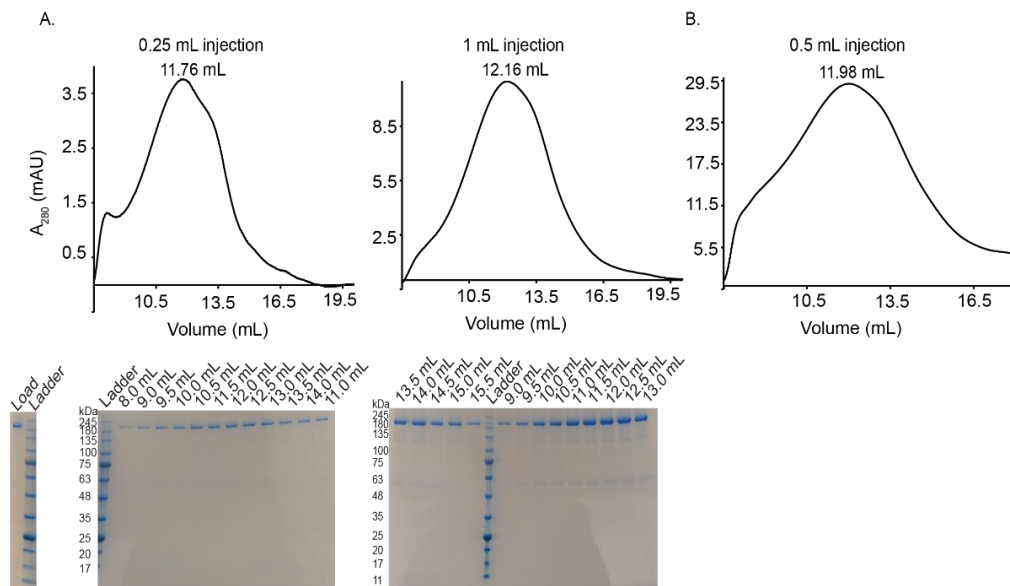 A.
0.25 mL injection
11.76 mL
A280 (mAU)
3.5
2.5
1.5
0.5
10.5 13.5 16.5 19.5
Volume (mL)
1 mL injection
12.16 mL
8.5
5.5
2.5
10.5 13.5 16.5 19.5
Volume (mL)
B.
0.5 mL injection
11.98 mL
29.5
23.5
17.5
11.5
5.5
10.5 13.5 16.5
Volume (mL)
Load
Ladder
kDa
245
180
135
100
75
63
48
35
25
20
17
Ladder
8.0 mL
9.0 mL
9.5 mL
10.0 mL
10.5 mL
11.5 mL
12.0 mL
12.5 mL
13.0 mL
13.5 mL
14.0 mL
11.0 mL
kDa
245
180
135
100
75
63
48
35
25
20
17
11
13.5 mL
14.0 mL
14.5 mL
15.0 mL
15.5 mL
Ladder
9.0 mL
9.5 mL
10.0 mL
10.5 mL
11.0 mL
11.5 mL
12.0 mL
12.5 mL
13.0 mL